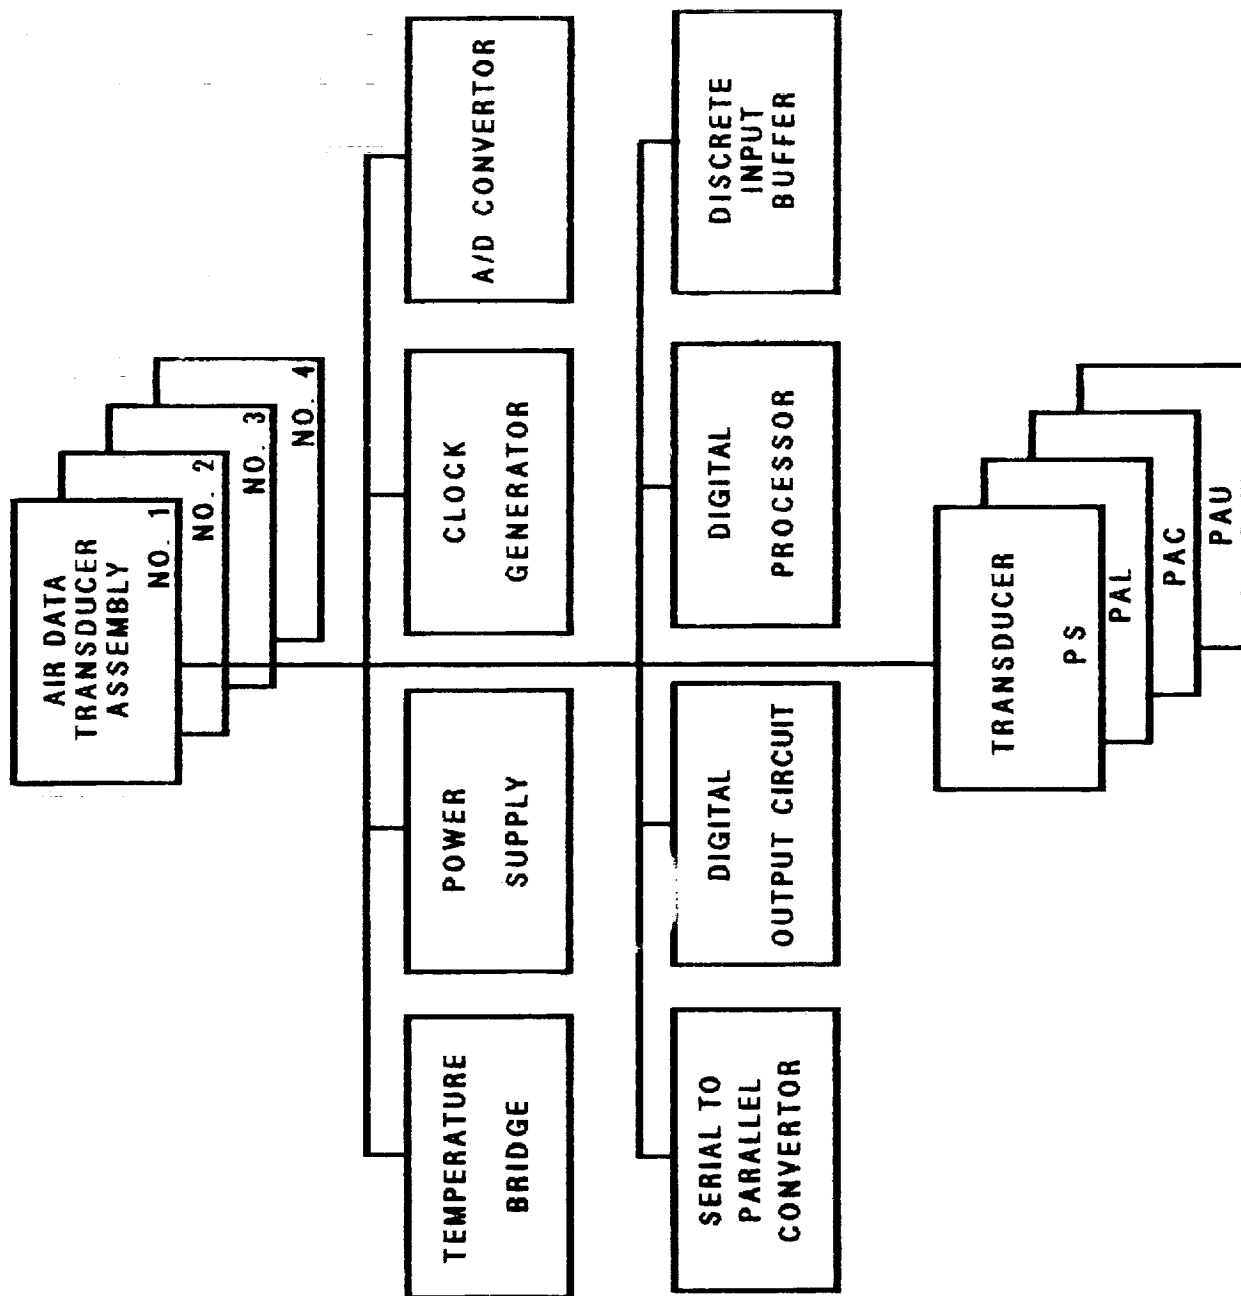 AIR DATA
TRANSDUCER
ASSEMBLY
NO. 1
NO. 2
NO. 3
NO. 4
TEMPERATURE
BRIDGE
POWER
SUPPLY
CLOCK
GENERATOR
A/D CONVERTOR
SERIAL TO
PARALLEL
CONVERTOR
DIGITAL
OUTPUT CIRCUIT
DIGITAL
PROCESSOR
DISCRETE
INPUT
BUFFER
TRANSDUCER
PS
PAL
PAC
PAU